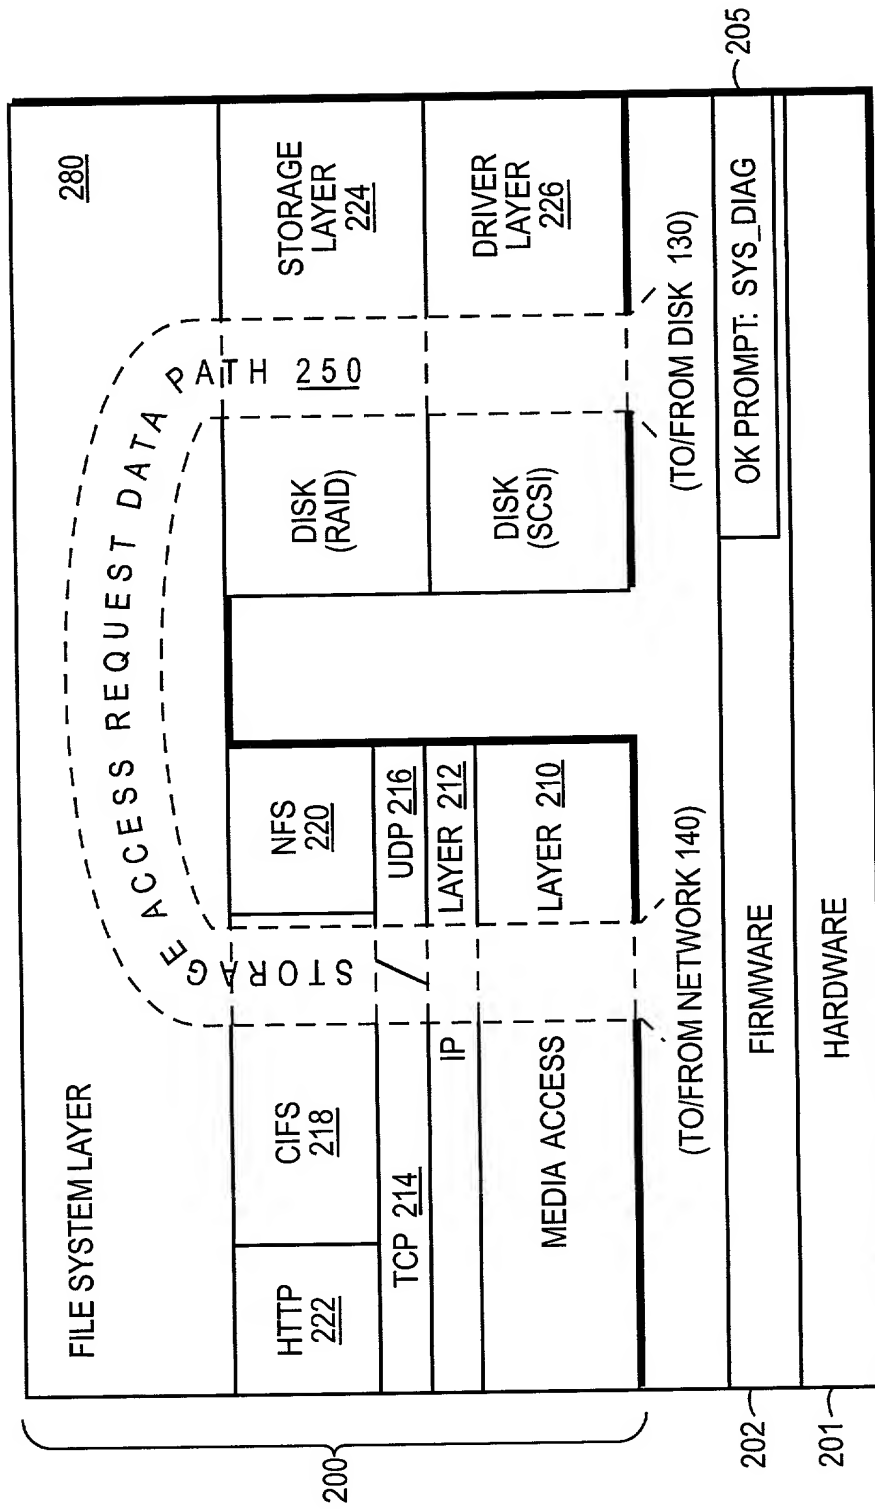 FILE SYSTEM LAYER
280
STORAGE ACCESS REQUEST DATA PATH 250
HTTP
222
CIFS
218
NFS
220
DISK
(RAID)
STORAGE
LAYER
224
TCP 214
UDP 216
IP
LAYER 212
MEDIA ACCESS
LAYER 210
DISK
(SCSI)
DRIVER
LAYER
226
200
(TO/FROM NETWORK 140)
(TO/FROM DISK 130)
202
FIRMWARE
OK PROMPT: SYS_DIAG
205
201
HARDWARE